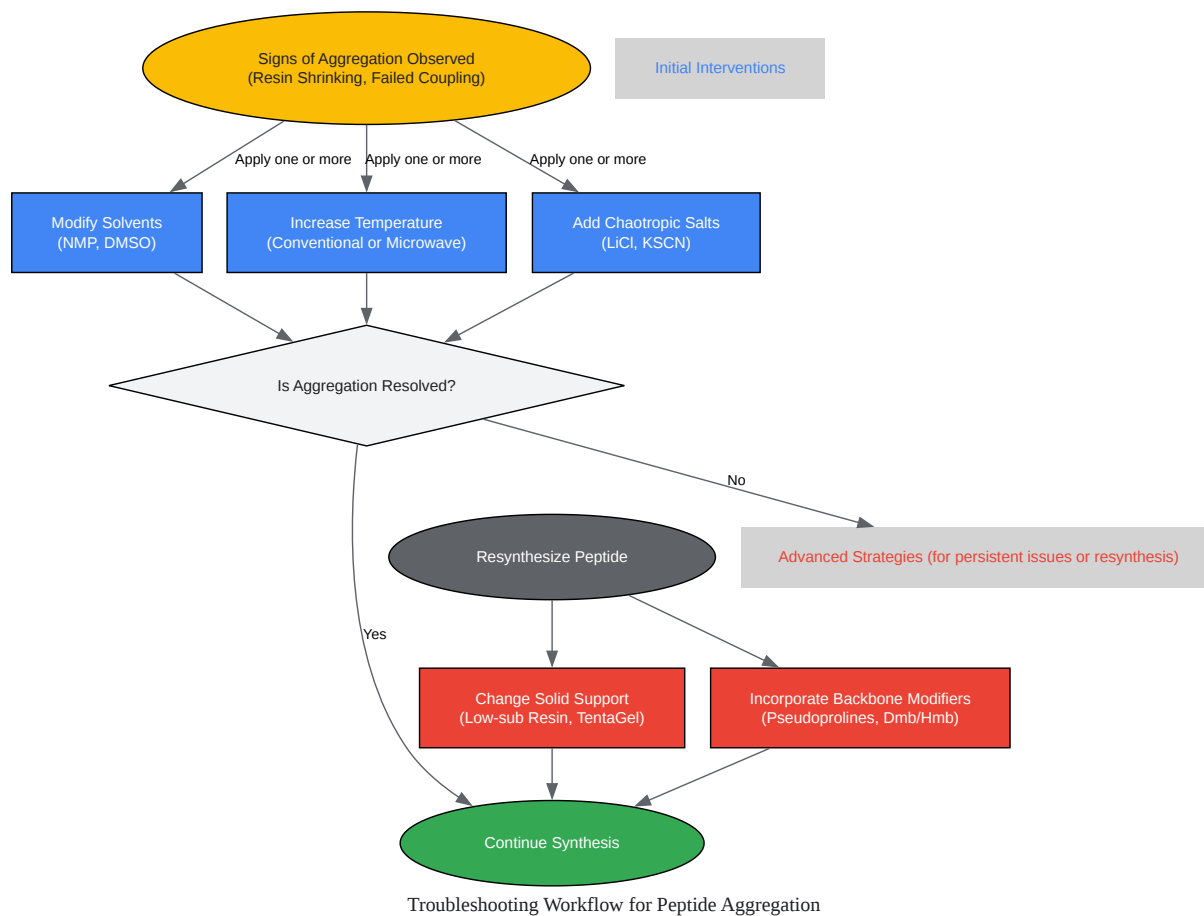 Signs of Aggregation Observed
(Resin Shrinking, Failed Coupling)
Initial Interventions
Apply one or more
Apply one or more
Apply one or more
Modify Solvents
(NMP, DMSO)
Increase Temperature
(Conventional or Microwave)
Add Chaotropic Salts
(LiCl, KSCN)
Is Aggregation Resolved?
No
Resynthesize Peptide
Advanced Strategies (for persistent issues or resynthesis)
Yes
Change Solid Support
(Low-sub Resin, TentaGel)
Incorporate Backbone Modifiers
(Pseudoprolines, Dmb/Hmb)
Continue Synthesis
Troubleshooting Workflow for Peptide Aggregation